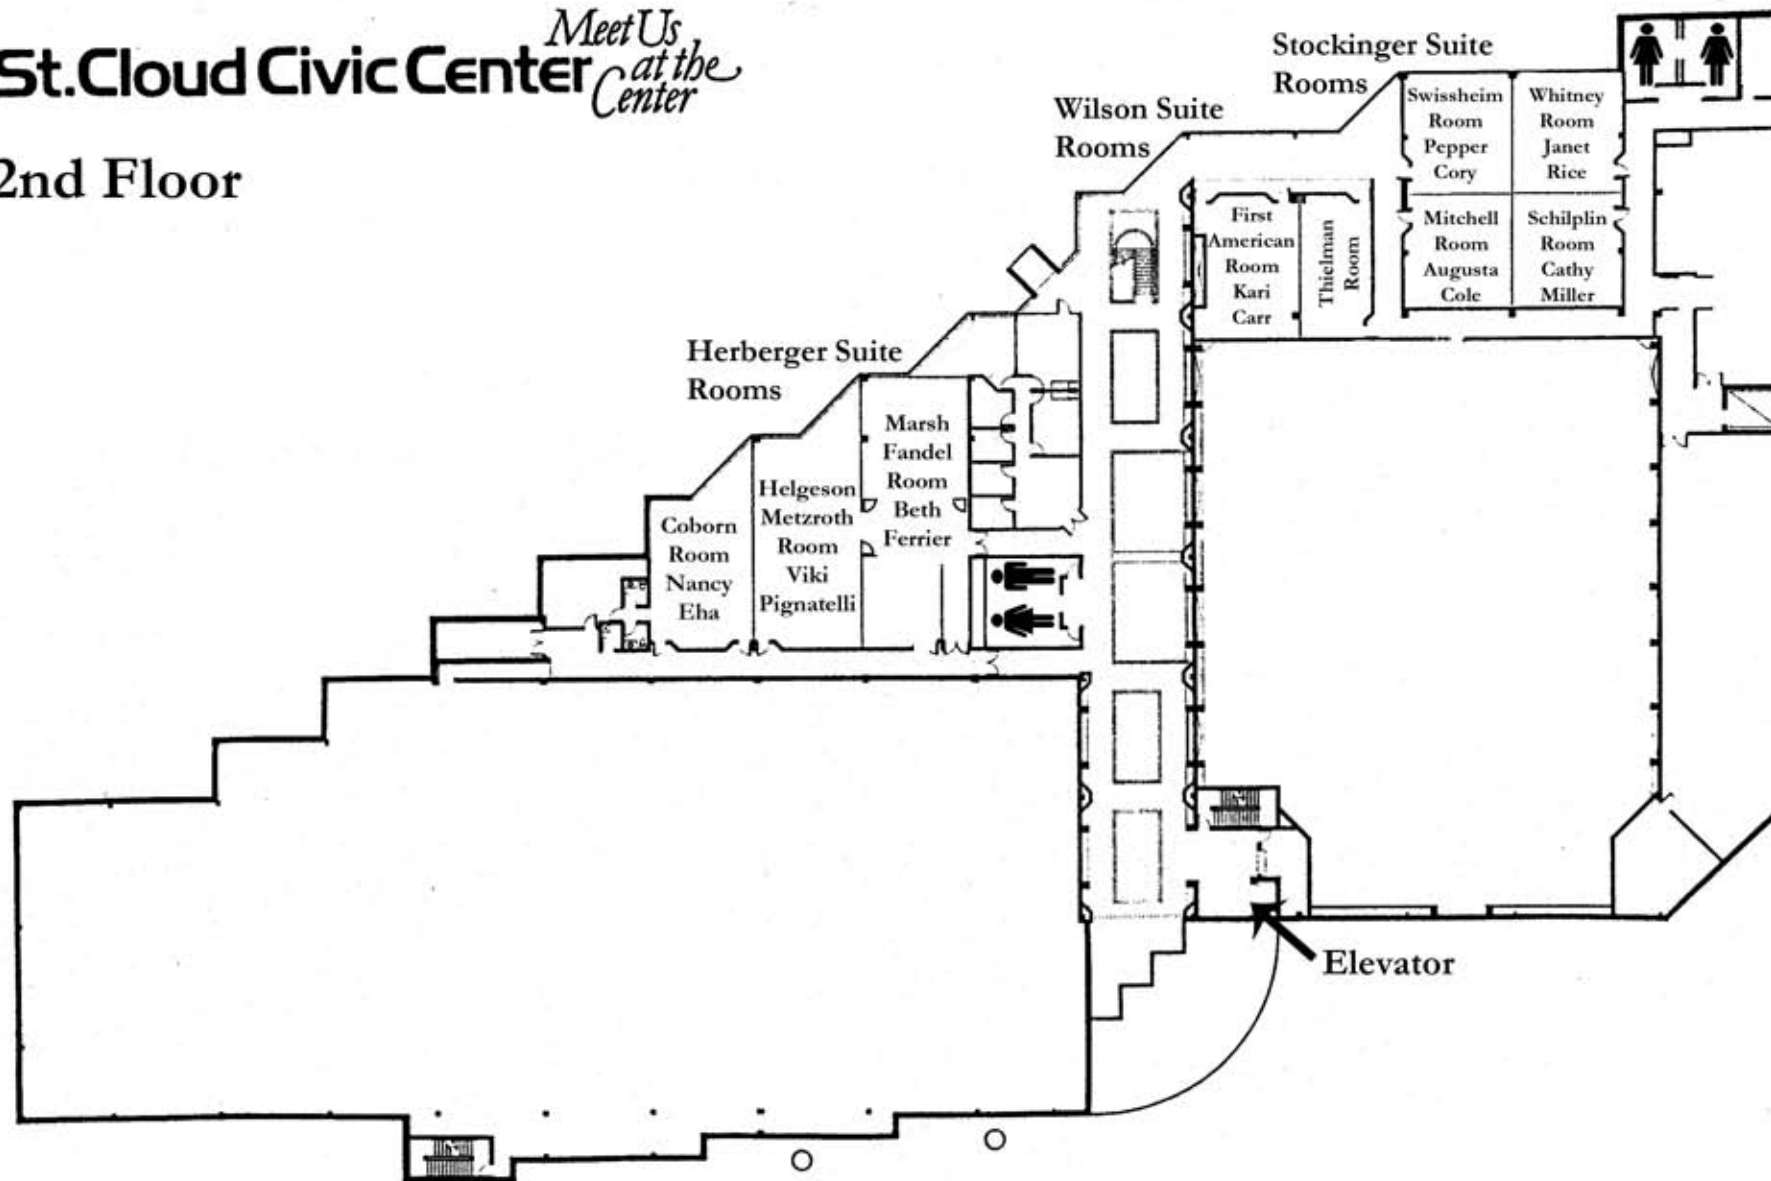 St.Cloud Civic Center
Meet Us
at the
Center
2nd Floor
Stockinger Suite
Rooms
Wilson Suite
Rooms
Herberger Suite
Rooms
Swissheim
Room
Pepper
Cory
Whitney
Room
Janet
Rice
Mitchell
Room
Augusta
Cole
Schilplin
Room
Cathy
Miller
First
American
Room
Kari
Carr
Thielman
Room
Marsh
Fandel
Room
Beth
Ferrier
Helgeson
Metzroth
Room
Viki
Pignatelli
Coborn
Room
Nancy
Eha
Elevator